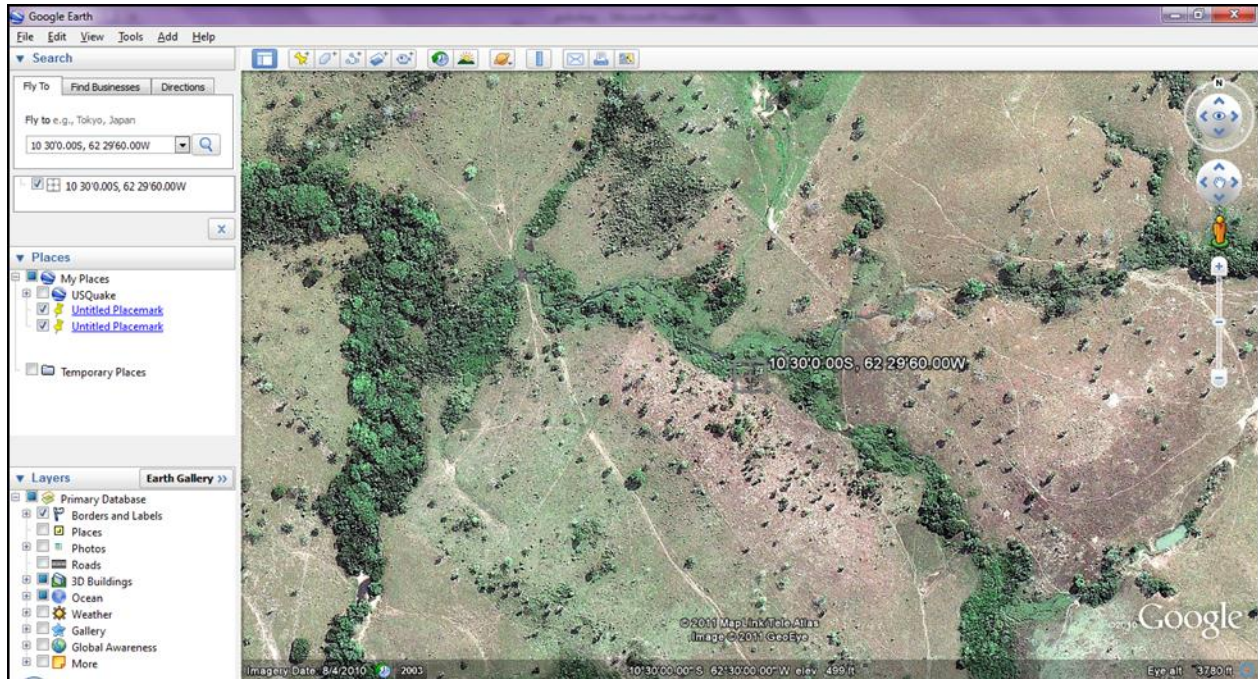 Google Earth
File Edit View Tools Add Help
Search
Fly To Find Businesses Directions
Fly to e.g., Tokyo, Japan
10 30'0.00S, 62 29'60.00W
10 30'0.00S, 62 29'60.00W
Places
My Places
USQuake
Untitled Placemark
Untitled Placemark
Temporary Places
Layers
Earth Gallery >>
Primary Database
Borders and Labels
Places
Photos
Roads
3D Buildings
Ocean
Weather
Gallery
Global Awareness
More
N
10 30'0.00S, 62 29'60.00W
© 2011 MapLink/Tele Atlas
Image © 2011 GeoEye
Google
Imagery Date: 8/4/2010 2003 10°30'00.00" S 62°30'00.00" W elev 499 ft Eye alt 3780 ft